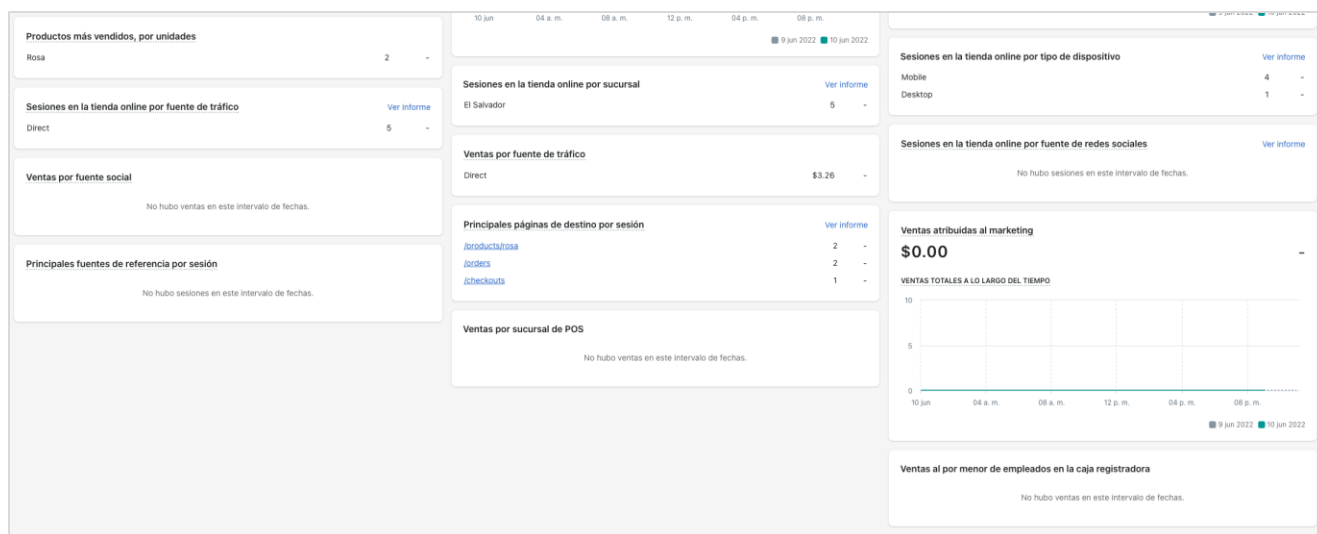 Productos más vendidos, por unidades
Rosa 2 -
Sesiones en la tienda online por fuente de tráfico Ver informe
Direct 5 -
Ventas por fuente social
No hubo ventas en este intervalo de fechas.
Principales fuentes de referencia por sesión
No hubo sesiones en este intervalo de fechas.
10 jun 04 a. m. 08 a. m. 12 p. m. 04 p. m. 08 p. m.
9 jun 2022 10 jun 2022
Sesiones en la tienda online por sucursal Ver informe
El Salvador 5 -
Ventas por fuente de tráfico
Direct $3.26 -
Principales páginas de destino por sesión Ver informe
/products/rosa 2 -
/orders 2 -
/checkouts 1 -
Ventas por sucursal de POS
No hubo ventas en este intervalo de fechas.
Sesiones en la tienda online por tipo de dispositivo Ver informe
Mobile 4 -
Desktop 1 -
Sesiones en la tienda online por fuente de redes sociales Ver informe
No hubo sesiones en este intervalo de fechas.
Ventas atribuidas al marketing
$0.00 -
VENTAS TOTALES A LO LARGO DEL TIEMPO
10
5
0
10 jun 04 a. m. 08 a. m. 12 p. m. 04 p. m. 08 p. m.
9 jun 2022 10 jun 2022
Ventas al por menor de empleados en la caja registradora
No hubo ventas en este intervalo de fechas.